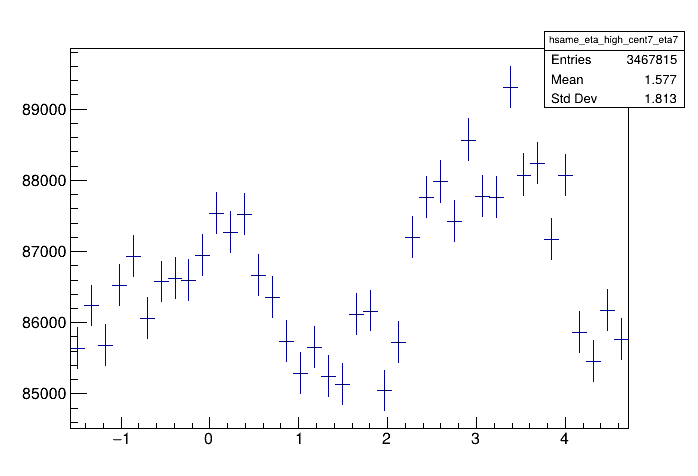 hsame_eta_high_cent7_eta7
Entries 3467815
Mean 1.577
Std Dev 1.813
89000
88000
87000
86000
85000
−1 0 1 2 3 4